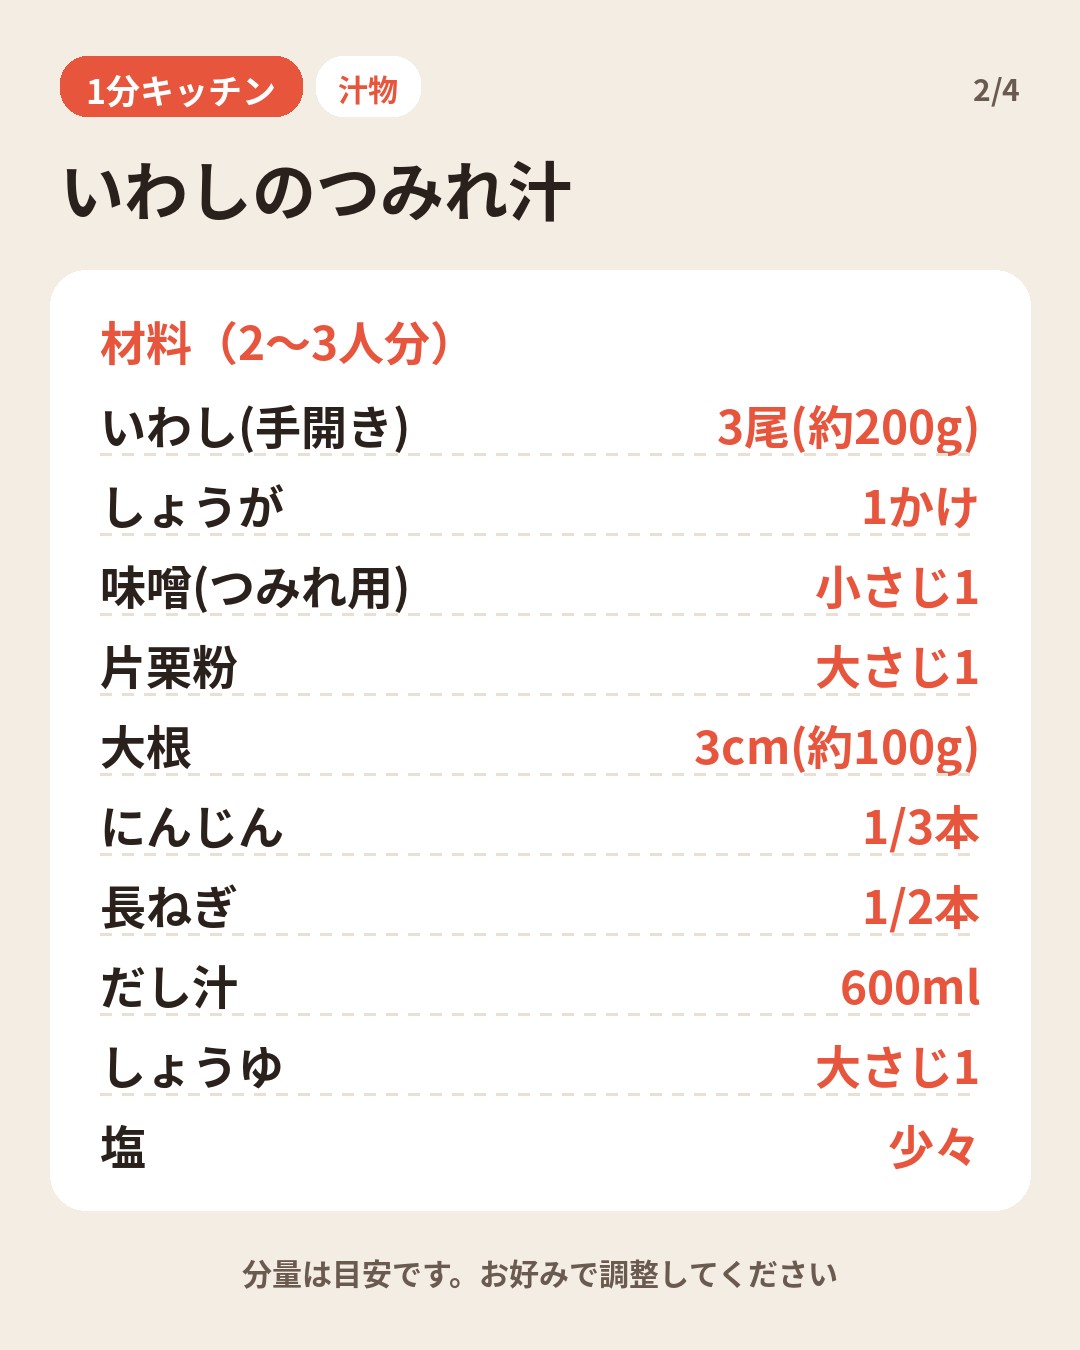 1分キッチン 汁物 2/4
いわしのつみれ汁
材料（2〜3人分）
いわし(手開き) 3尾(約200g)
しょうが 1かけ
味噌(つみれ用) 小さじ1
片栗粉 大さじ1
大根 3cm(約100g)
にんじん 1/3本
長ねぎ 1/2本
だし汁 600ml
しょうゆ 大さじ1
塩 少々
分量は目安です。お好みで調整してください